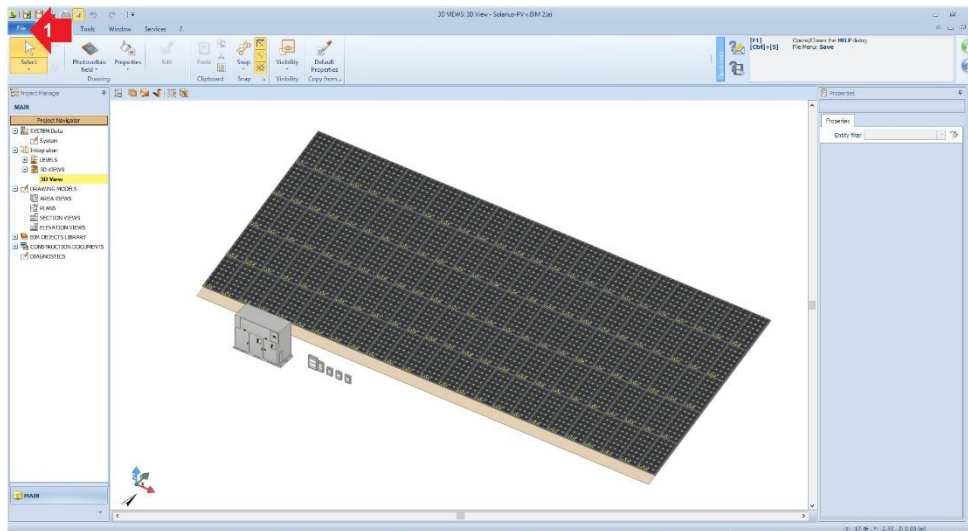 3D VIEWS: 3D View - Solarius-PV v.BIM 2(a)
File
1
Tools
Window
Services
?
Select
Photovoltaic field
Properties
Edit
Paste
Snap
Visibility
Default Properties
Drawing
Clipboard
Snap
Visibility
Copy from...
[F1] Opens/Closes the HELP dialog
[Ctrl]+[S] File Menu: Save
Project Manager
MAIN
Project Navigator
SYSTEM Data
System
Integration
LEVELS
3D VIEWS
3D View
DRAWING MODELS
AREA VIEWS
PLANS
SECTION VIEWS
ELEVATION VIEWS
BIM OBJECTS LIBRARY
CONSTRUCTION DOCUMENTS
DIAGNOSTICS
Properties
Properties
Entity filter
MAIN